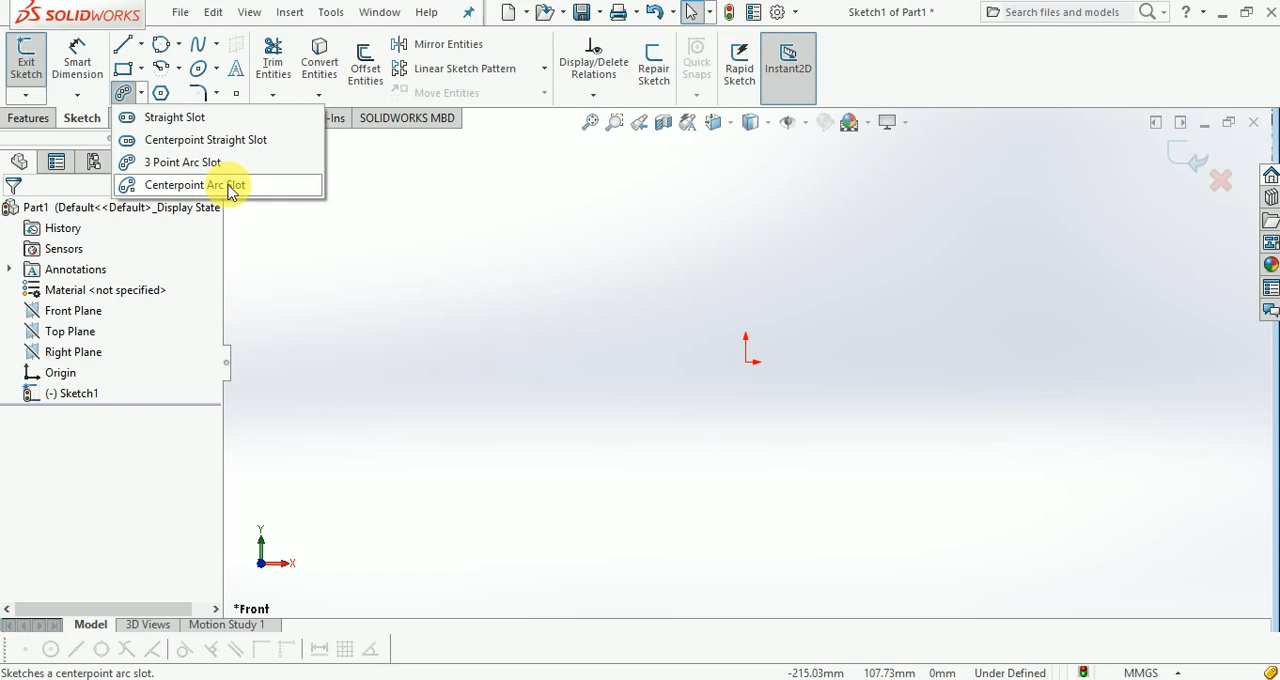 SOLIDWORKS File Edit View Insert Tools Window Help Sketch1 of Part1 * Search files and models ?
Exit Sketch
Smart Dimension
Trim Entities
Convert Entities
Offset Entities
Mirror Entities
Linear Sketch Pattern
Move Entities
Display/Delete Relations
Repair Sketch
Quick Snaps
Rapid Sketch
Instant2D
Features Sketch -Ins SOLIDWORKS MBD
Straight Slot
Centerpoint Straight Slot
3 Point Arc Slot
Centerpoint Arc Slot
Part1 (Default<<Default>_Display State
History
Sensors
Annotations
Material <not specified>
Front Plane
Top Plane
Right Plane
Origin
(-) Sketch1
Y
X
*Front
Model 3D Views Motion Study 1
Sketches a centerpoint arc slot. -215.03mm 107.73mm 0mm Under Defined MMGS